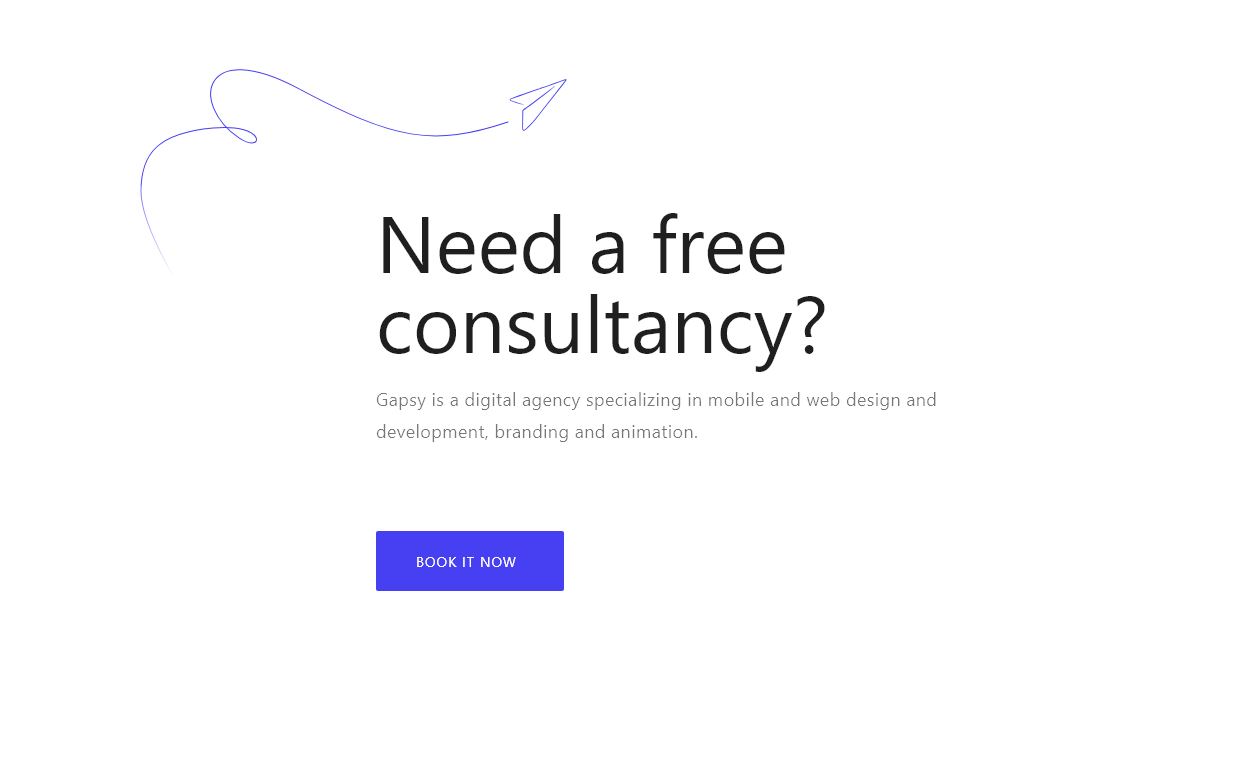 Need a free
consultancy?
Gapsy is a digital agency specializing in mobile and web design and
development, branding and animation.
BOOK IT NOW